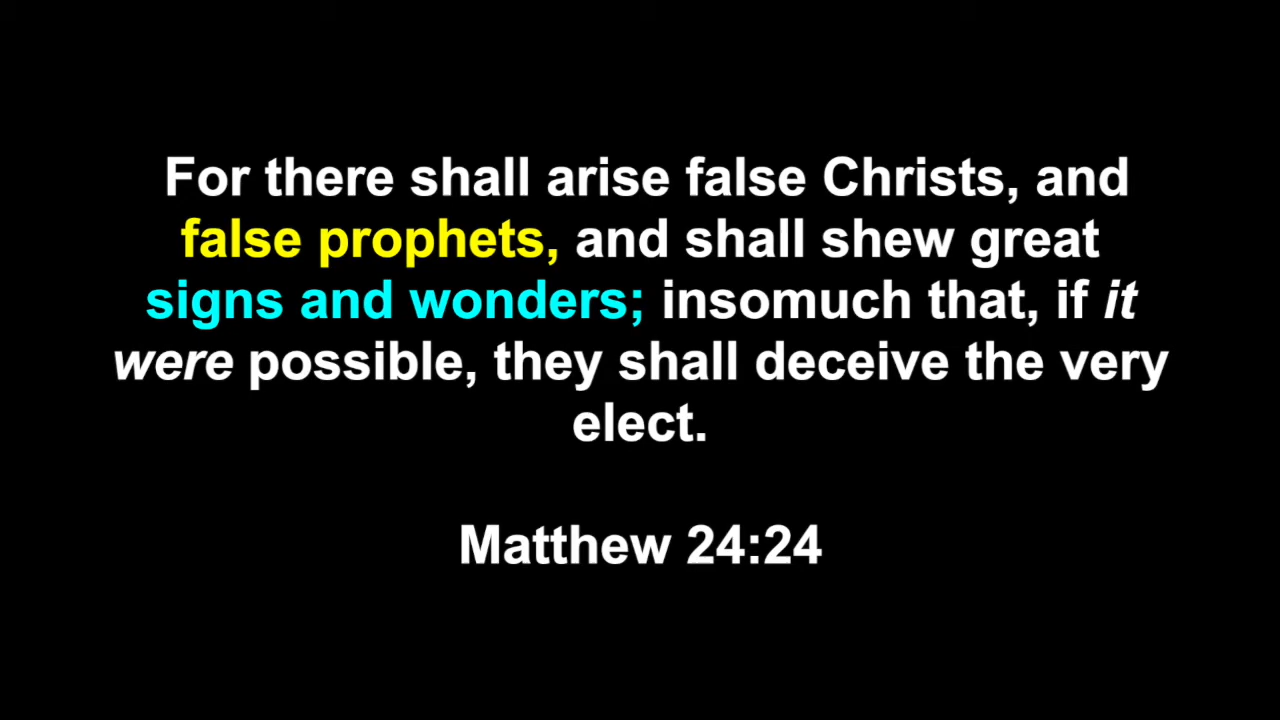 For there shall arise false Christs, and
false prophets, and shall shew great
signs and wonders; insomuch that, if it
were possible, they shall deceive the very
elect.
Matthew 24:24